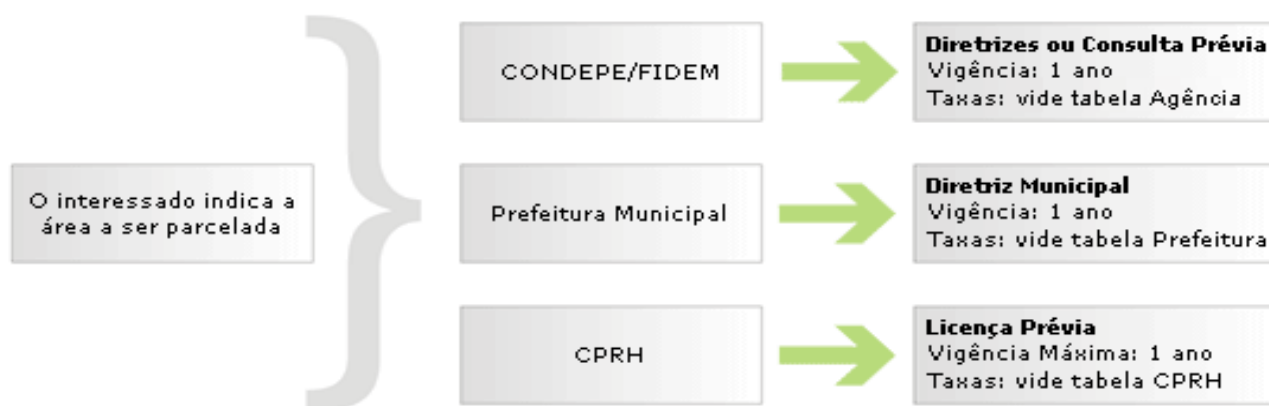 O interessado indica a
área a ser parcelada
CONDEPE/FIDEM
Diretrizes ou Consulta Prévia
Vigência: 1 ano
Taxas: vide tabela Agência
Prefeitura Municipal
Diretriz Municipal
Vigência: 1 ano
Taxas: vide tabela Prefeitura
CPRH
Licença Prévia
Vigência Máxima: 1 ano
Taxas: vide tabela CPRH